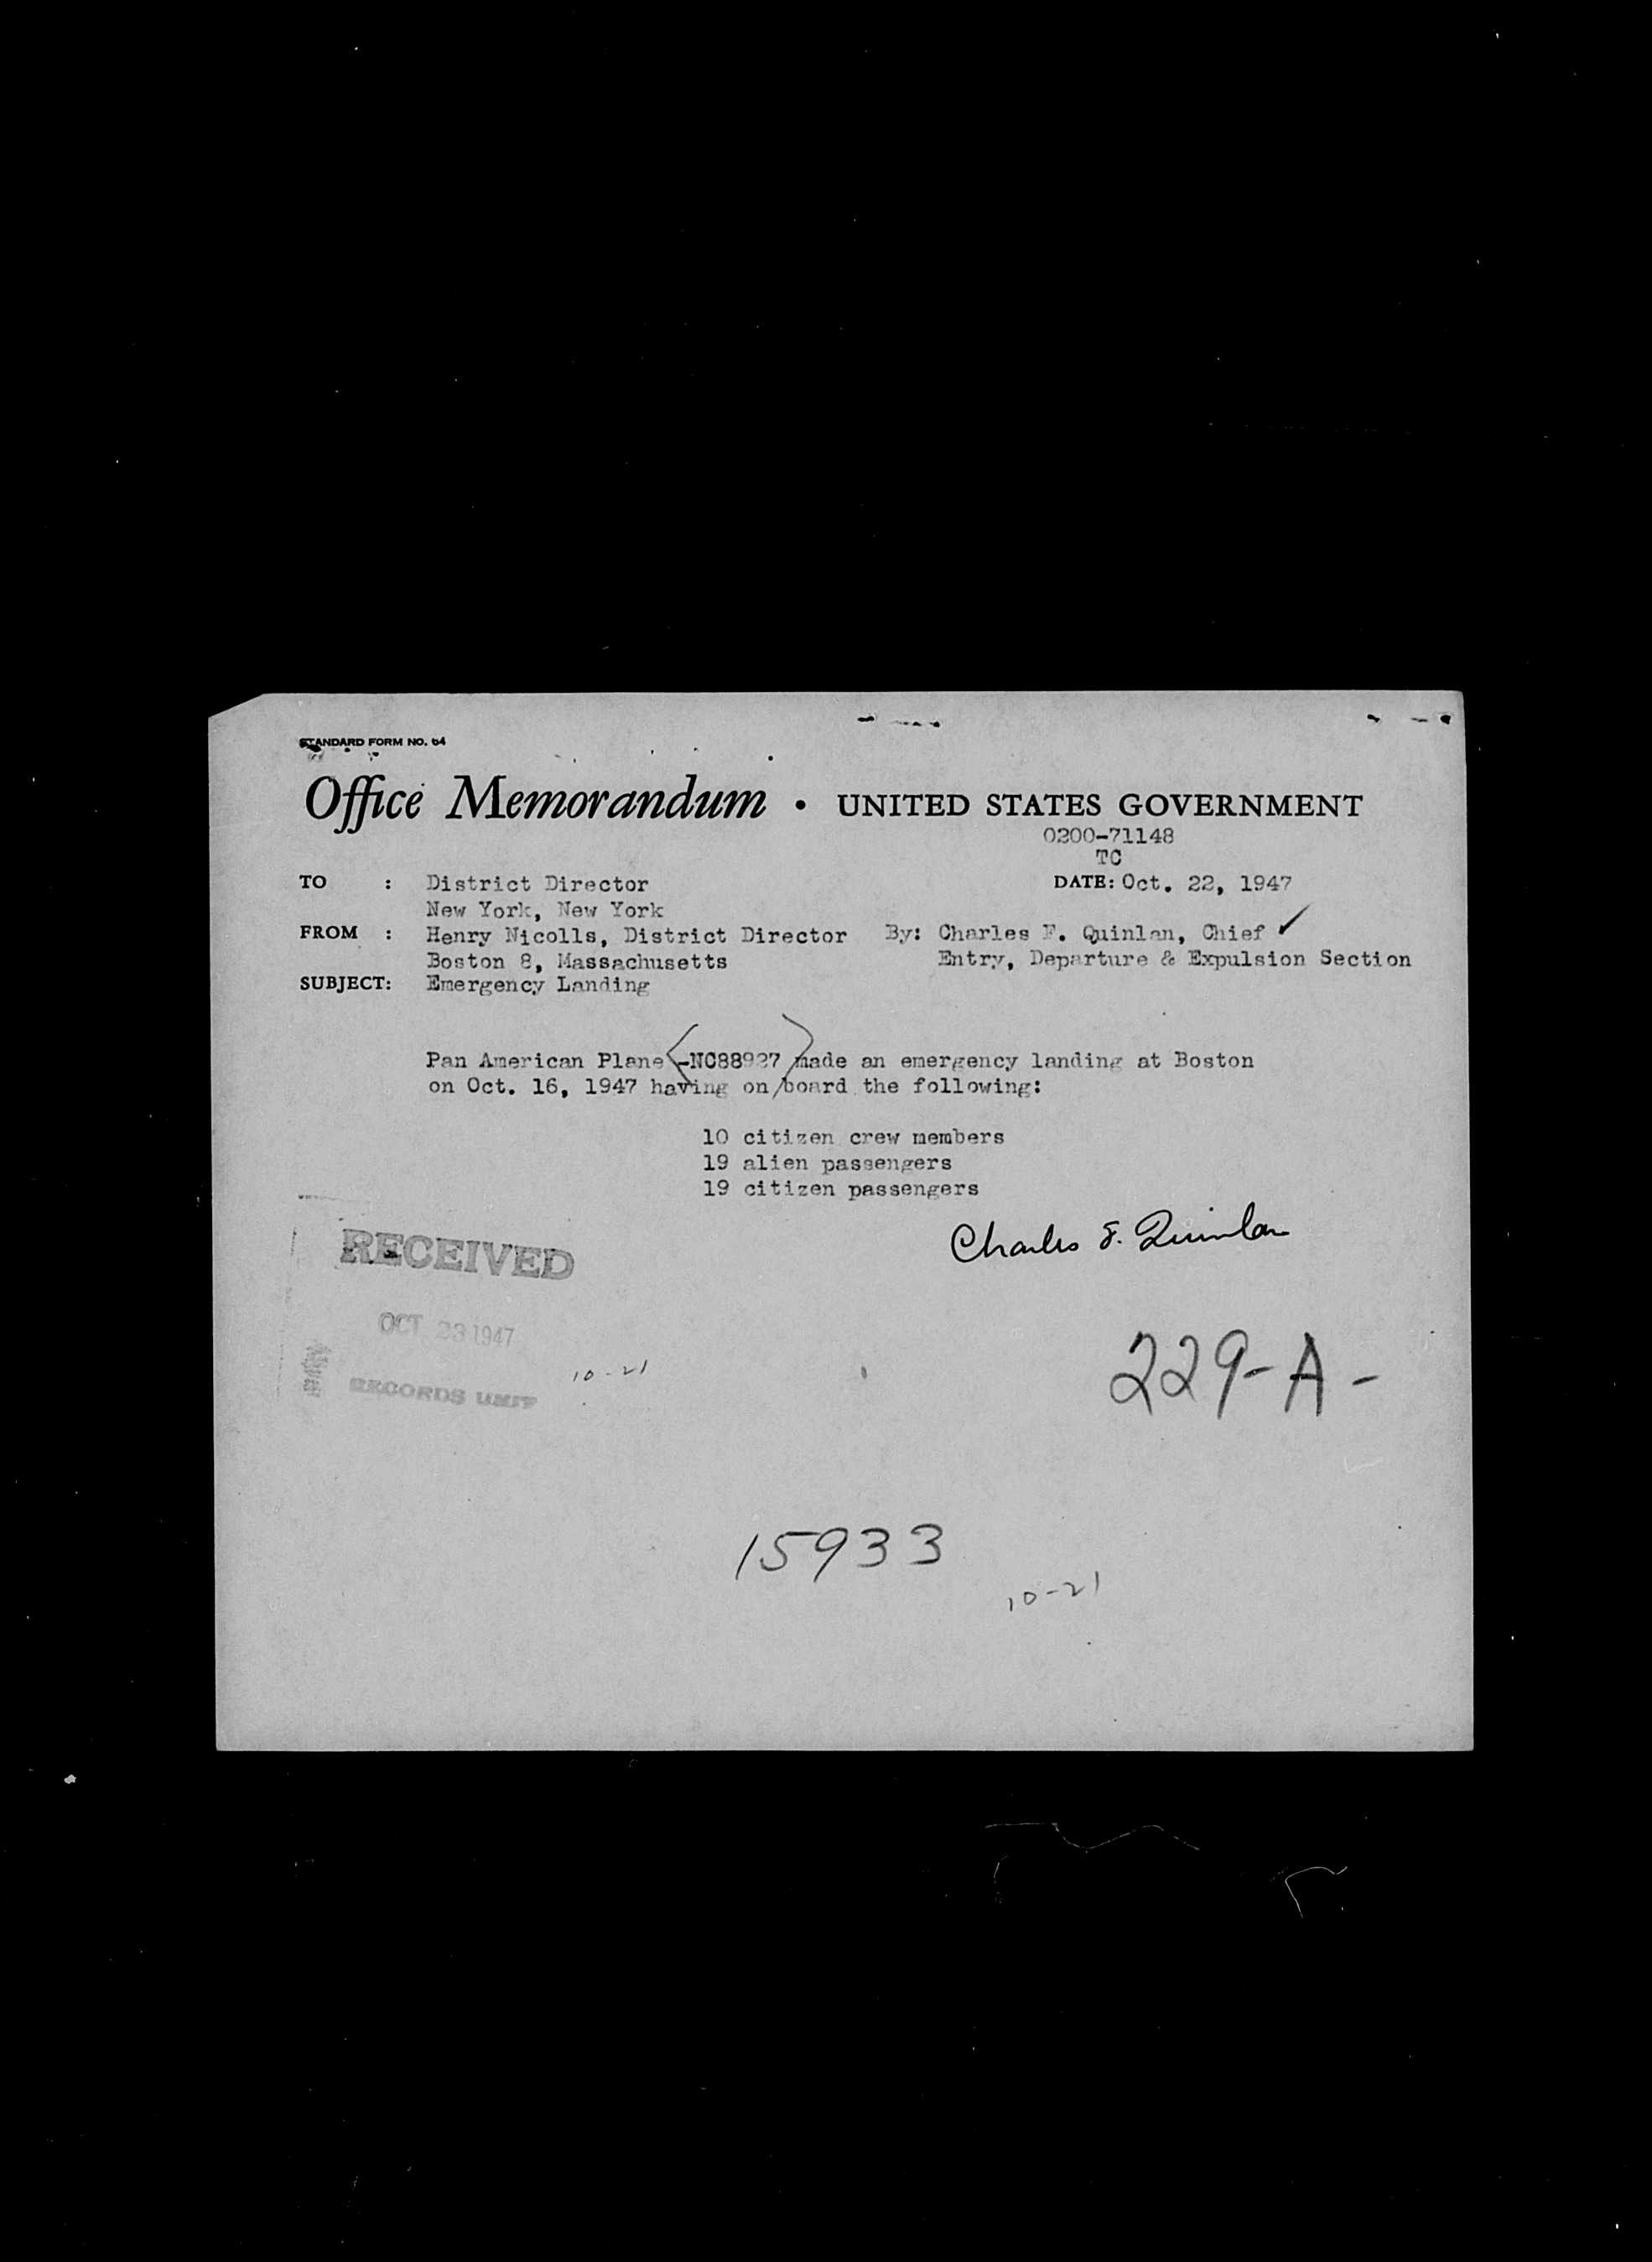 STANDARD FORM NO. 64
Office Memorandum • UNITED STATES GOVERNMENT
0200-71148
TC
TO : District Director DATE: Oct. 22, 1947
New York, New York
FROM : Henry Nicolls, District Director By: Charles F. Quinlan, Chief ✓
Boston 8, Massachusetts Entry, Departure & Expulsion Section
SUBJECT: Emergency Landing
Pan American Plane -NC88927 made an emergency landing at Boston
on Oct. 16, 1947 having on board the following:
10 citizen crew members
19 alien passengers
19 citizen passengers
Charles F. Quinlan
RECEIVED
OCT 23 1947
10-21
RECORDS UNIT
229-A-
15933
10-21